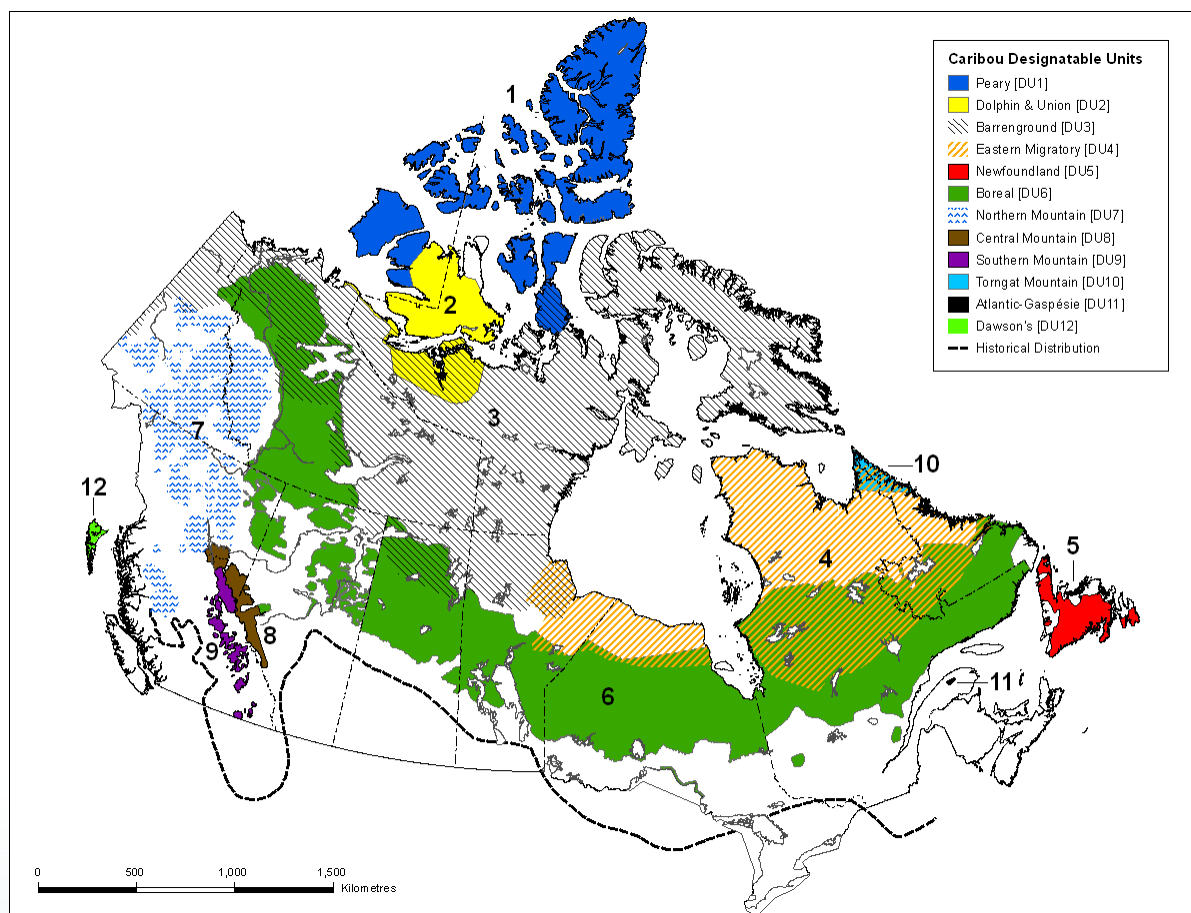 Caribou Designatable Units
Peary [DU1]
Dolphin & Union [DU2]
Barrenground [DU3]
Eastern Migratory [DU4]
Newfoundland [DU5]
Boreal [DU6]
Northern Mountain [DU7]
Central Mountain [DU8]
Southern Mountain [DU9]
Torngat Mountain [DU10]
Atlantic-Gaspésie [DU11]
Dawson's [DU12]
Historical Distribution
1
2
3
7
10
12
4
5
8
9
11
6
0 500 1,000 1,500
Kilometres